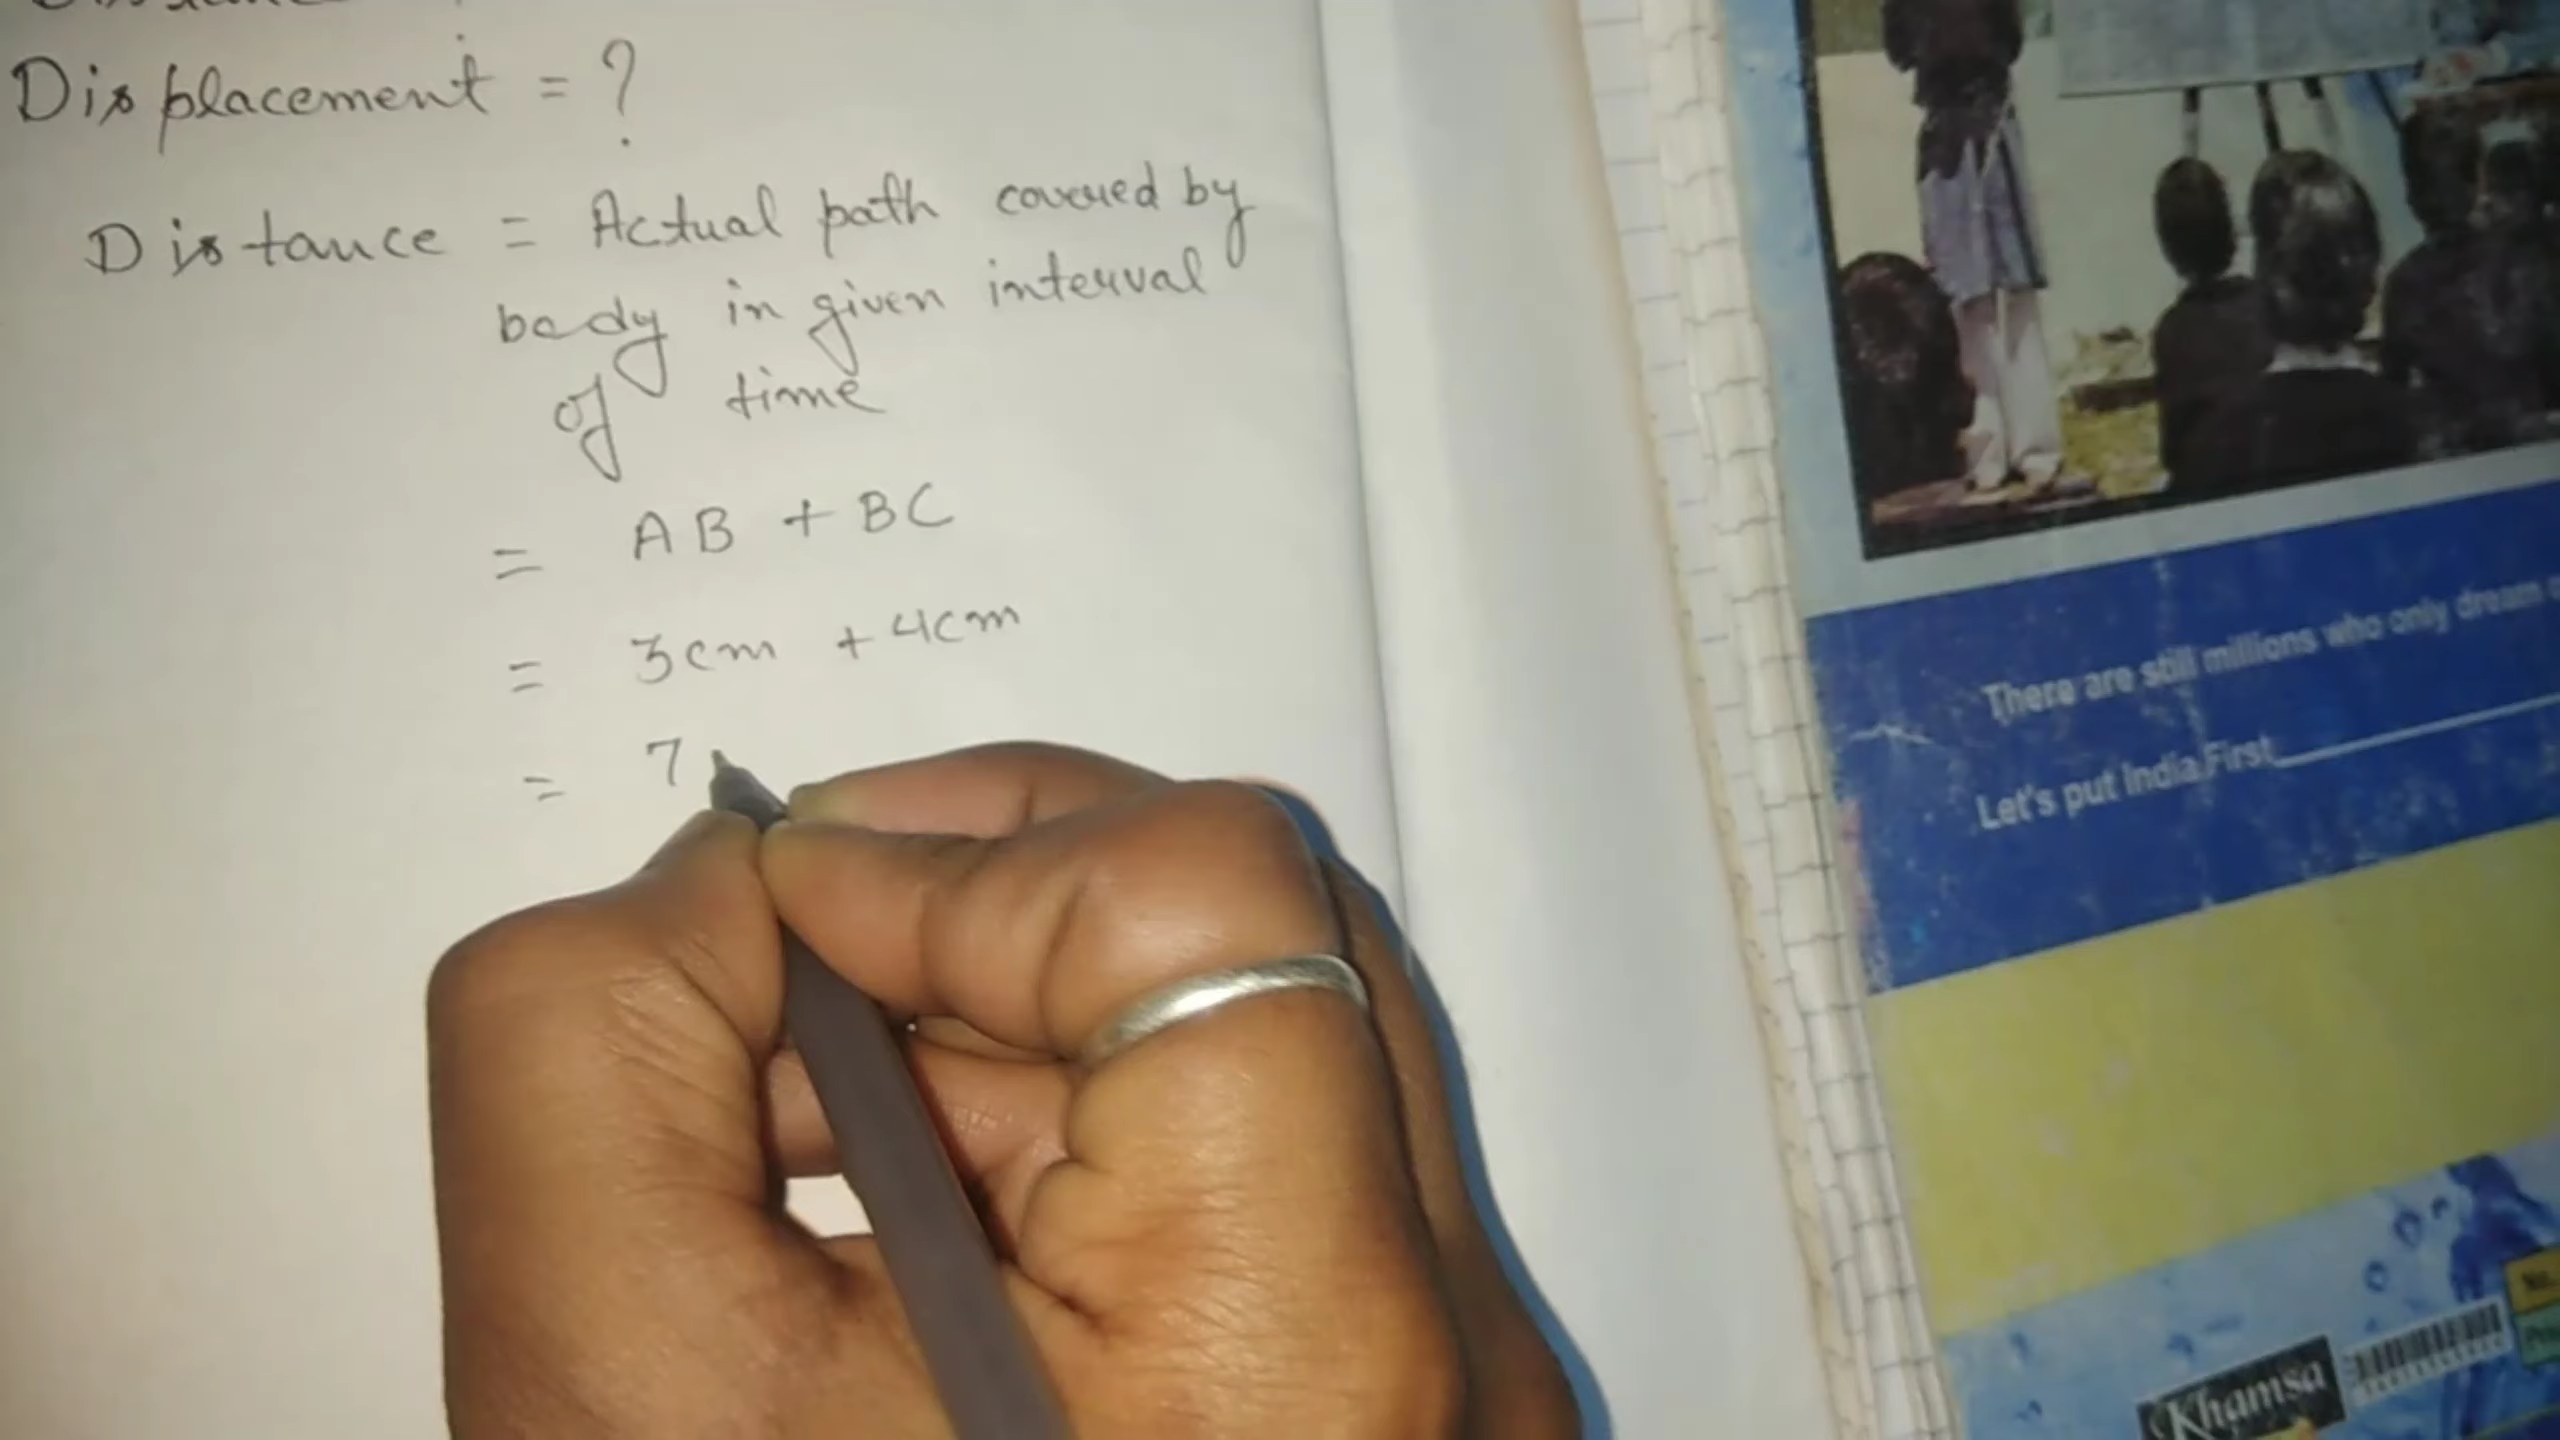 Displacement = ?
Distance = Actual path covered by
body in given interval
of time
= AB + BC
= 3cm + 4cm
= 7
There are still millions who only dream
Let's put India First
Khamsa